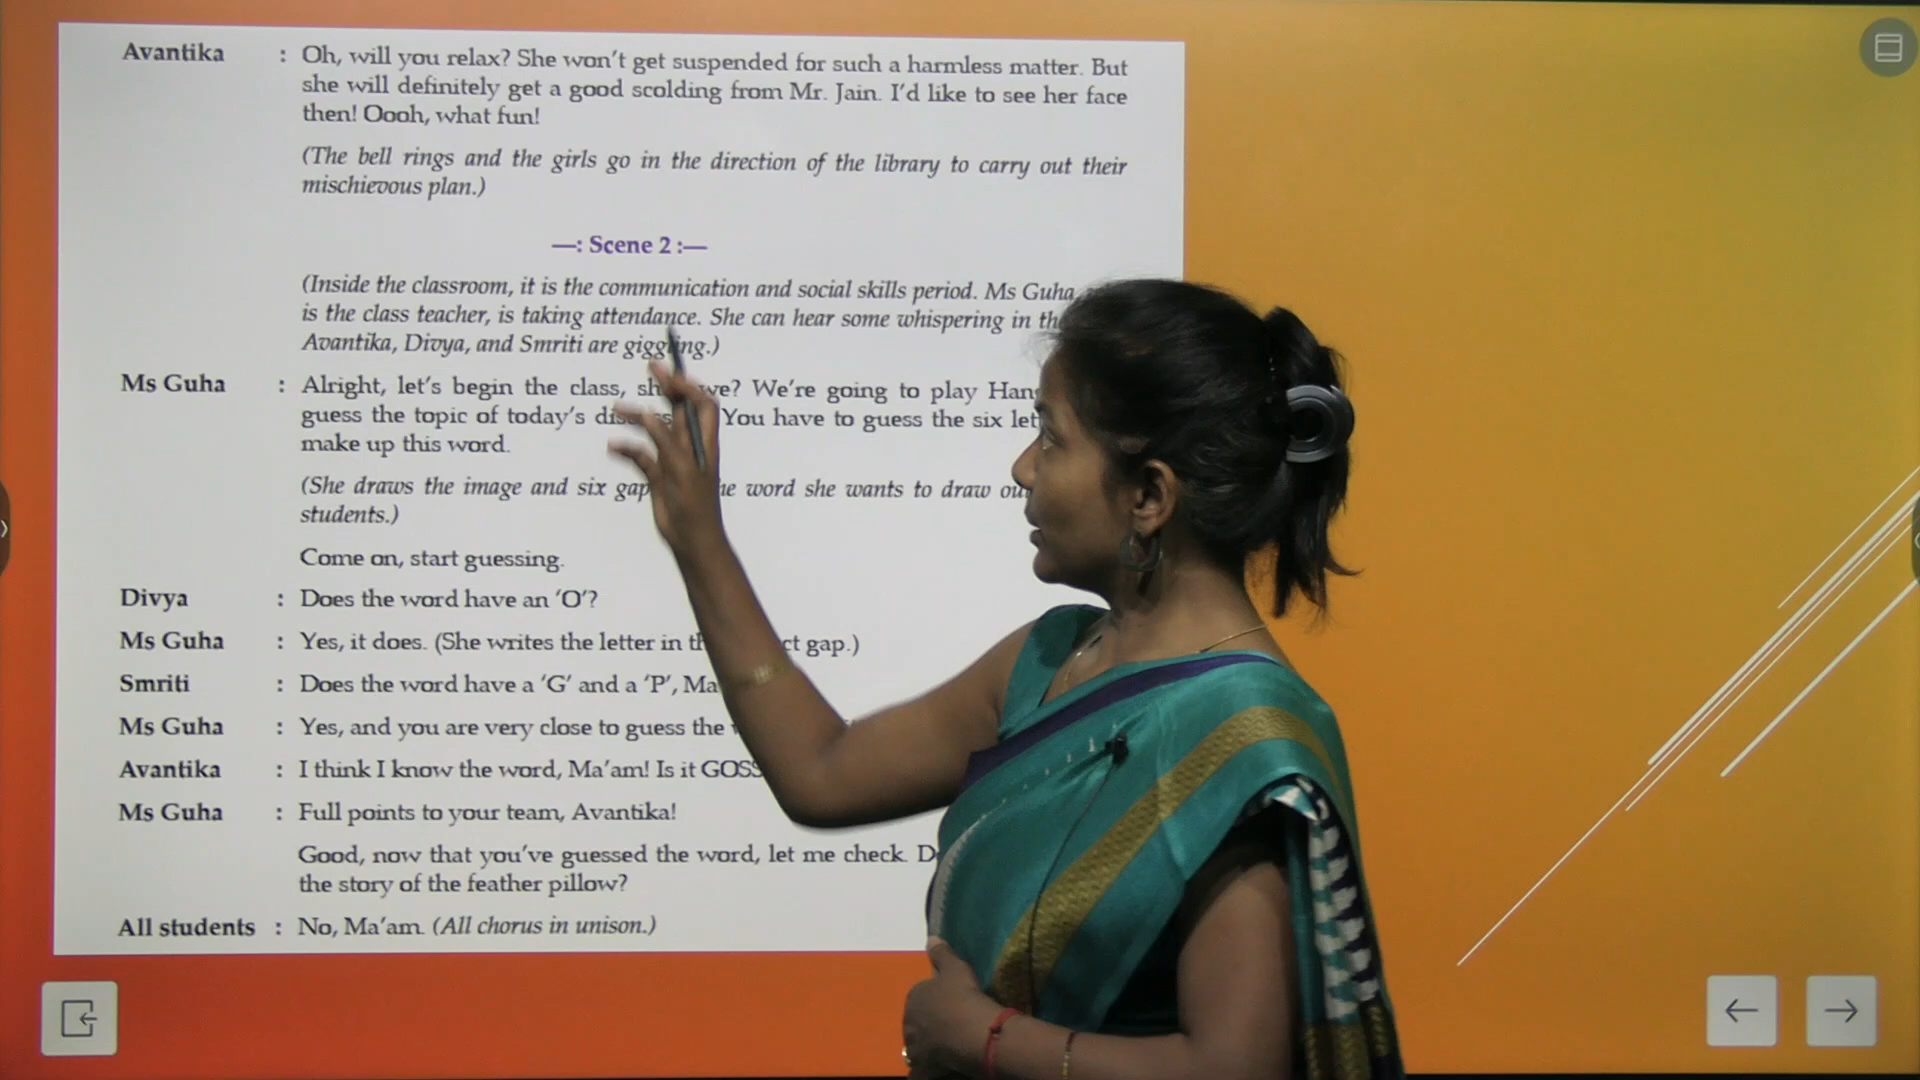 Avantika : Oh, will you relax? She won't get suspended for such a harmless matter. But
she will definitely get a good scolding from Mr. Jain. I'd like to see her face
then! Oooh, what fun!
(The bell rings and the girls go in the direction of the library to carry out their
mischievous plan.)
—: Scene 2 :—
(Inside the classroom, it is the communication and social skills period. Ms Guha
is the class teacher, is taking attendance. She can hear some whispering in
Avantika, Divya, and Smriti are giggling.)
Ms Guha : Alright, let's begin the class, we? We're going to play
guess the topic of today's You have to guess the six
make up this word.
(She draws the image and six word she wants to draw
students.)
Come on, start guessing.
Divya : Does the word have an 'O'?
Ms Guha : Yes, it does. (She writes the letter in gap.)
Smriti : Does the word have a 'G' and a 'P',
Ms Guha : Yes, and you are very close to guess the
Avantika : I think I know the word, Ma'am! Is it
Ms Guha : Full points to your team, Avantika!
Good, now that you've guessed the word, let me check.
the story of the feather pillow?
All students : No, Ma'am. (All chorus in unison.)